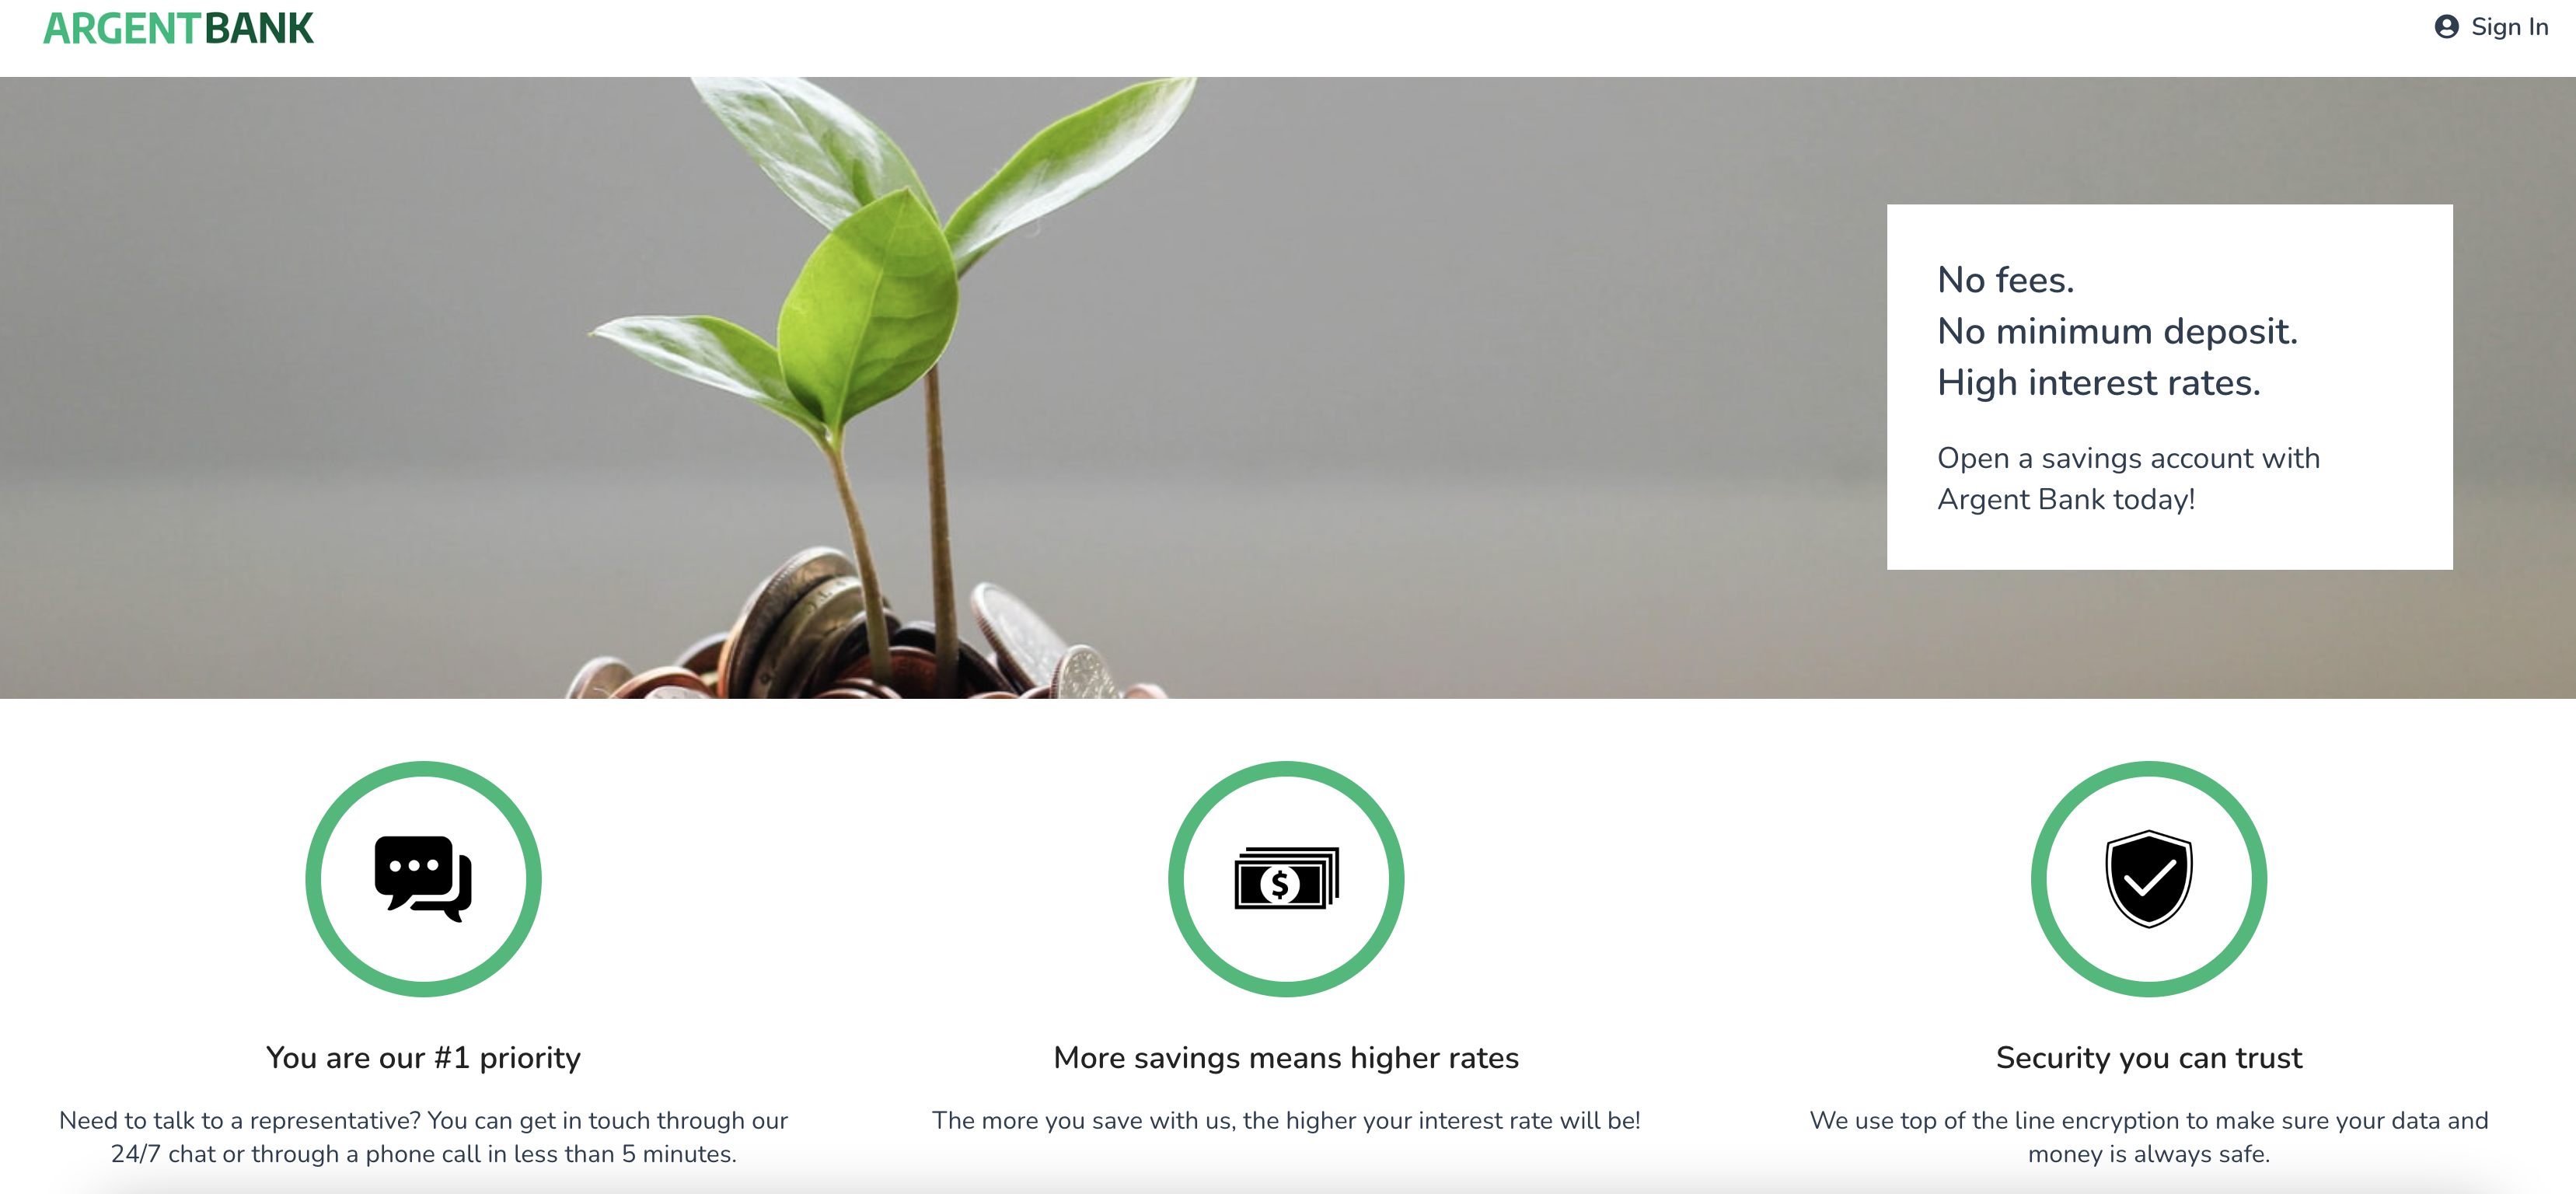 ARGENTBANK
Sign In
No fees.
No minimum deposit.
High interest rates.
Open a savings account with
Argent Bank today!
$
You are our #1 priority
Need to talk to a representative? You can get in touch through our
24/7 chat or through a phone call in less than 5 minutes.
More savings means higher rates
The more you save with us, the higher your interest rate will be!
Security you can trust
We use top of the line encryption to make sure your data and
money is always safe.